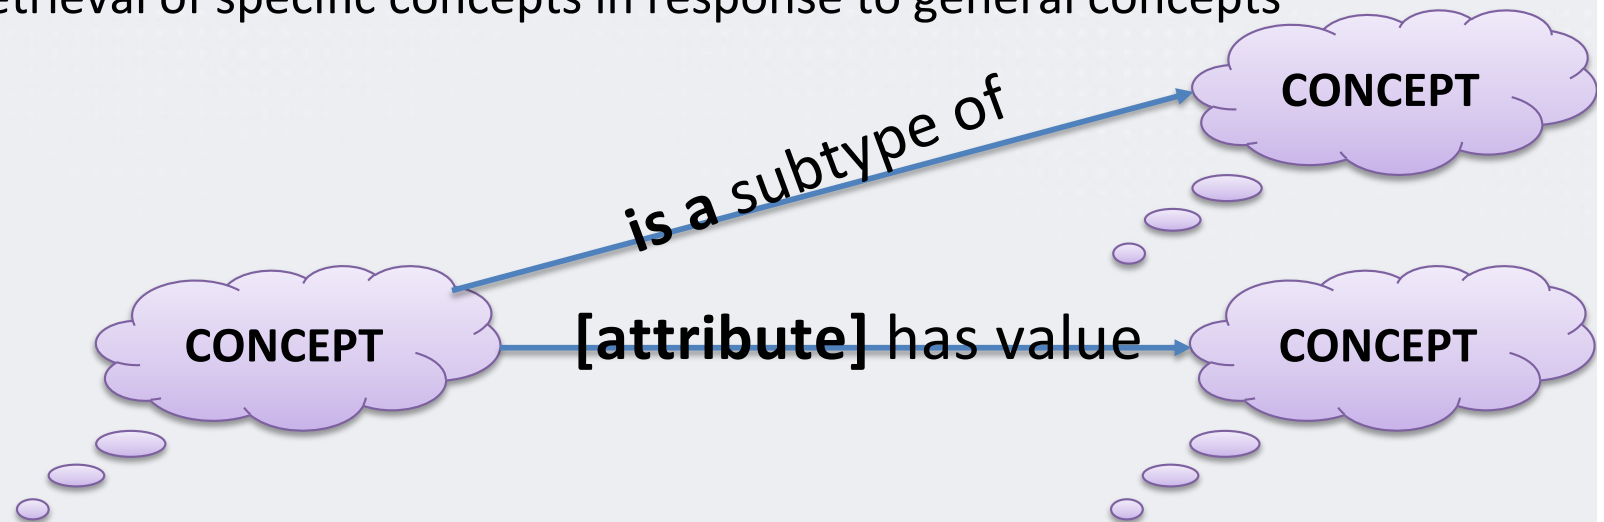 of specific concepts in response to general concepts
CONCEPT
is a subtype of
CONCEPT
[attribute] has value
CONCEPT